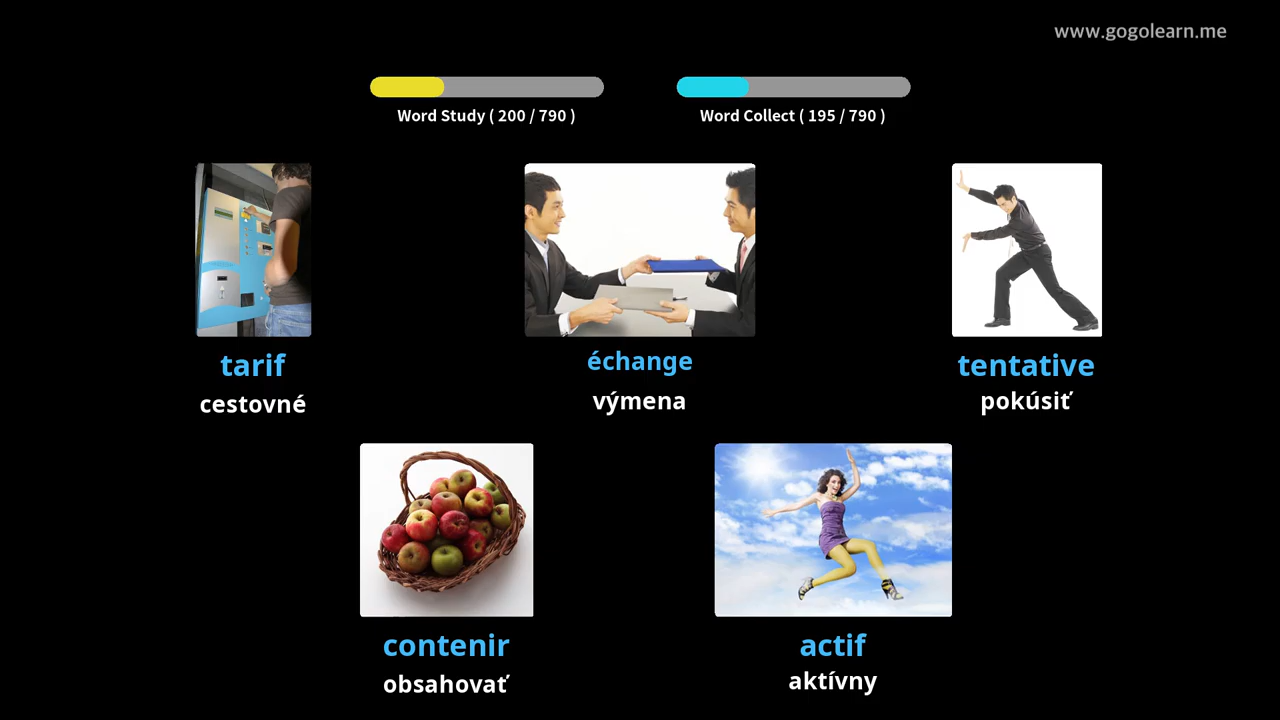 www.gogolearn.me
Word Study ( 200 / 790 )
Word Collect ( 195 / 790 )
tarif
cestovné
échange
výmena
tentative
pokúsiť
contenir
obsahovať
actif
aktívny